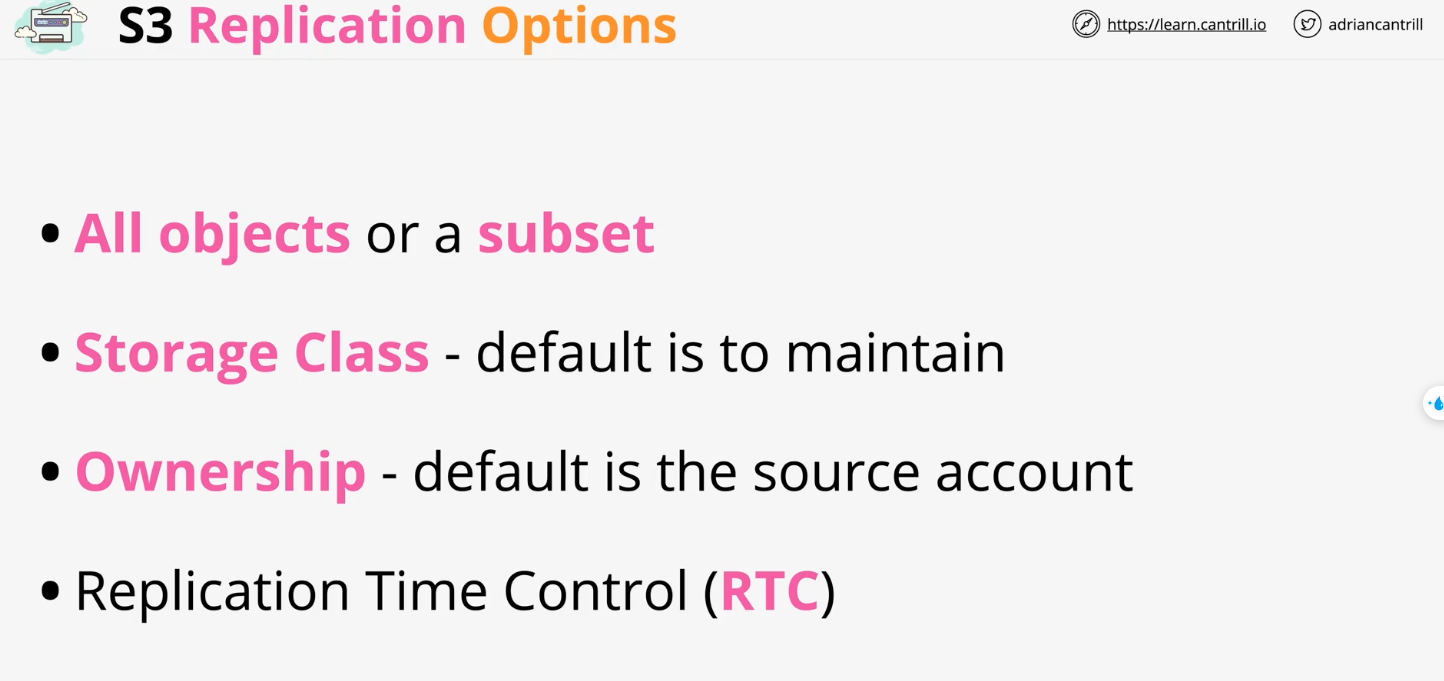 S3 Replication Options
https://learn.cantrill.io
adriancantrill
• All objects or a subset
• Storage Class - default is to maintain
• Ownership - default is the source account
• Replication Time Control (RTC)